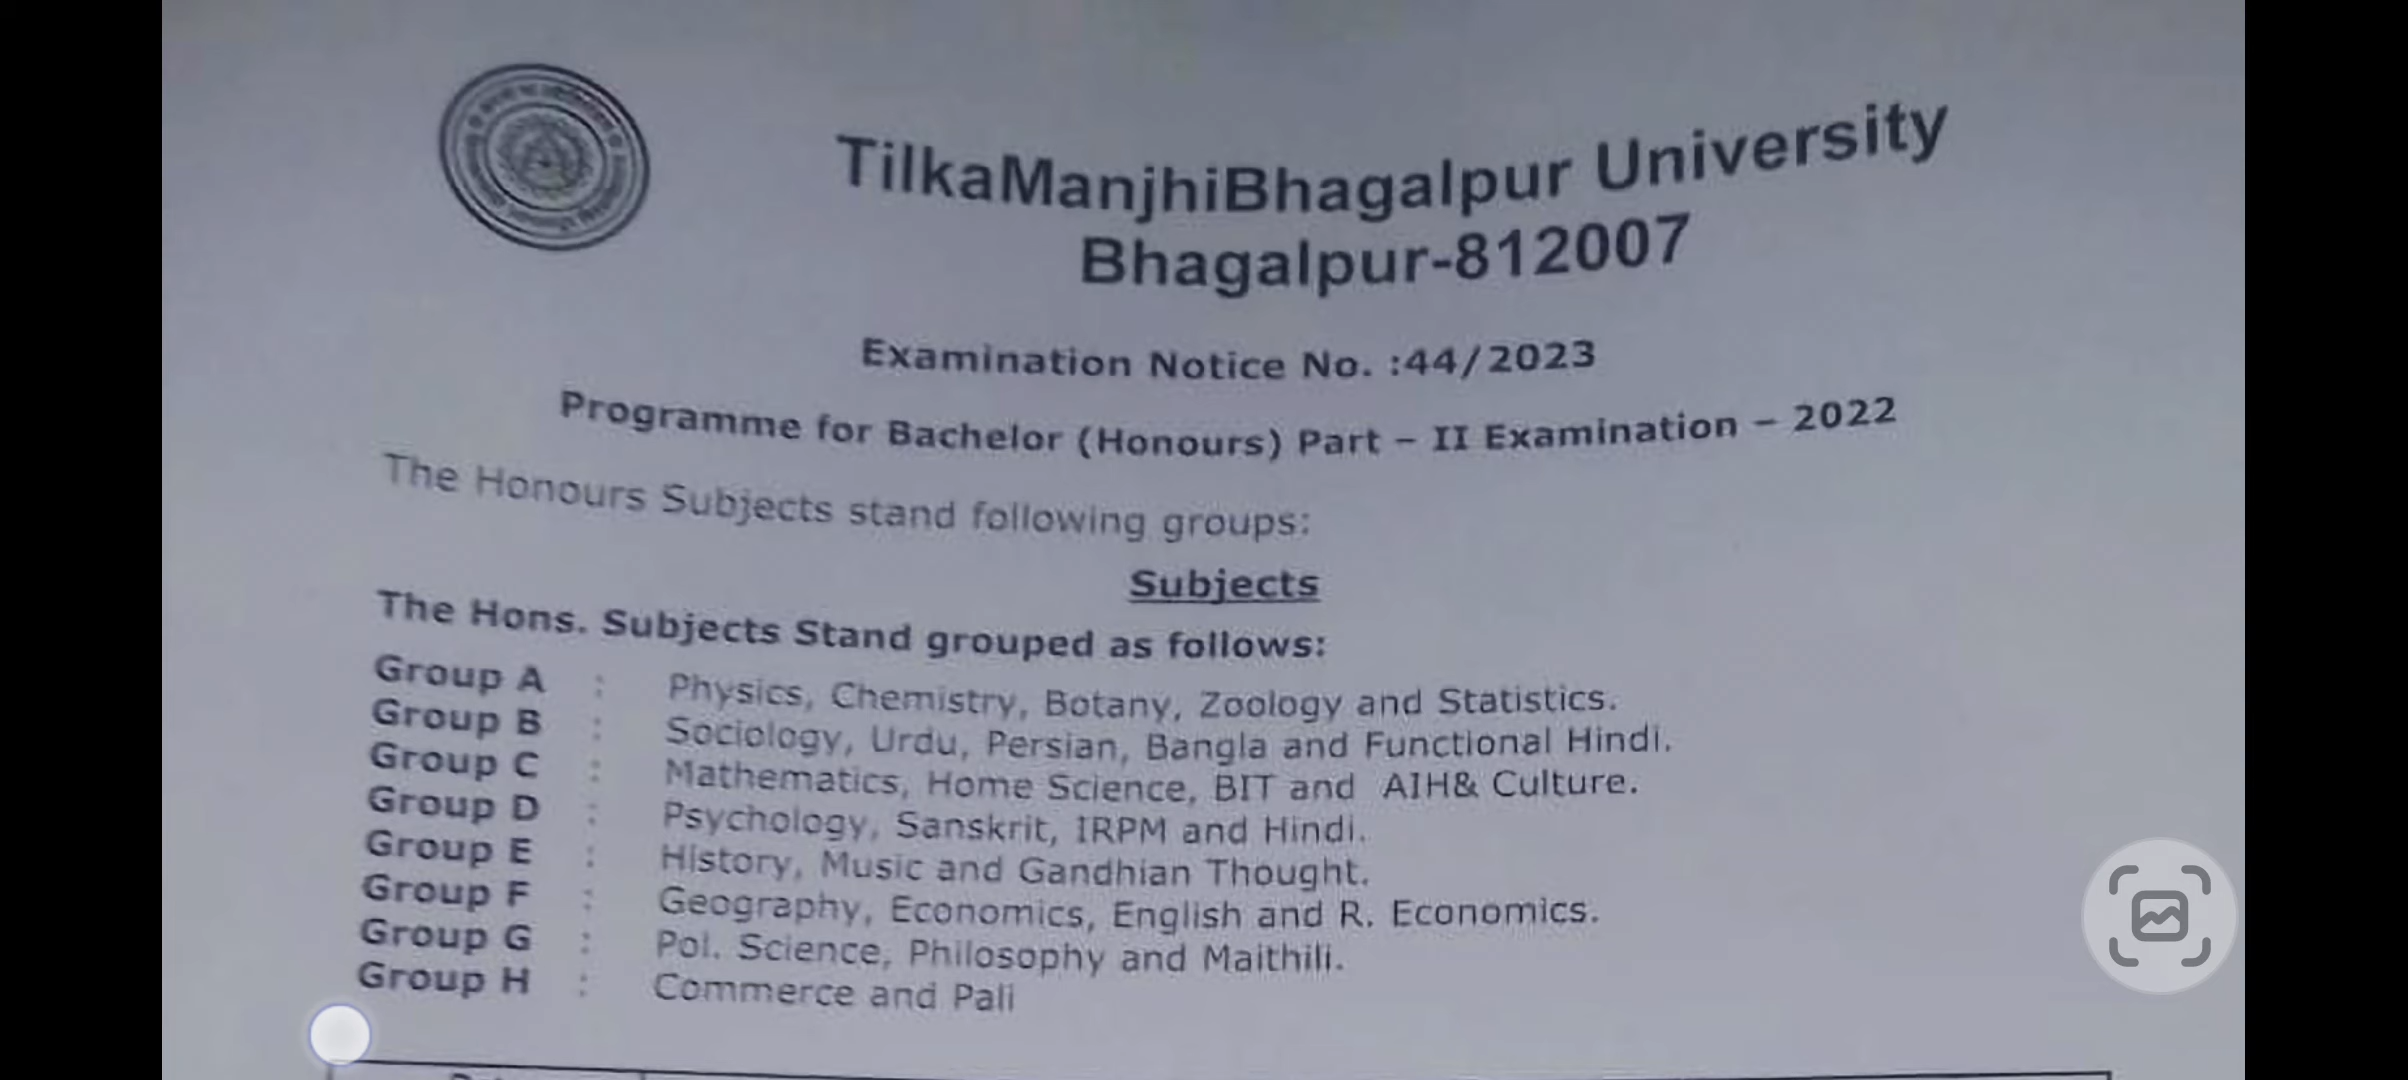 TilkaManjhiBhagalpur University
Bhagalpur-812007
Examination Notice No. :44/2023
Programme for Bachelor (Honours) Part – II Examination – 2022
The Honours Subjects stand following groups:
Subjects
The Hons. Subjects Stand grouped as follows:
Group A : Physics, Chemistry, Botany, Zoology and Statistics.
Group B : Sociology, Urdu, Persian, Bangla and Functional Hindi.
Group C : Mathematics, Home Science, BIT and AIH& Culture.
Group D : Psychology, Sanskrit, IRPM and Hindi.
Group E : History, Music and Gandhian Thought.
Group F : Geography, Economics, English and R. Economics.
Group G : Pol. Science, Philosophy and Maithili.
Group H : Commerce and Pali